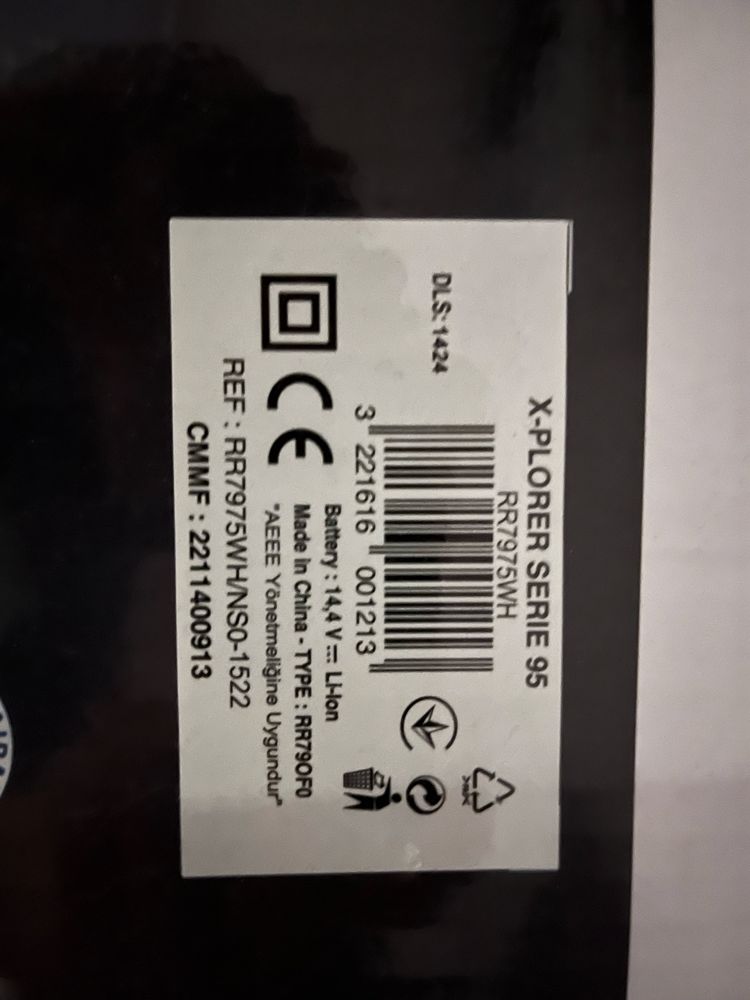 X-PLORER SERIE 95
RR7975WH
DLS: 1424
3 221616 001213
Battery : 14,4 V⎓ Li-Ion
Made In China - TYPE : RR79OF0
"AEEE Yönetmeliğine Uygundur"
REF : RR7975WH/NS0-1522
CMMF : 2211400913